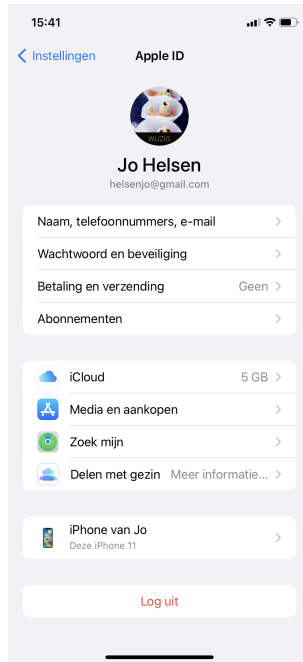 15:41
Instellingen
Apple ID
WIJZIG
Jo Helsen
helsenjo@gmail.com
Naam, telefoonnummers, e-mail
Wachtwoord en beveiliging
Betaling en verzending Geen
Abonnementen
iCloud 5 GB
Media en aankopen
Zoek mijn
Delen met gezin Meer informatie...
iPhone van Jo
Deze iPhone 11
Log uit